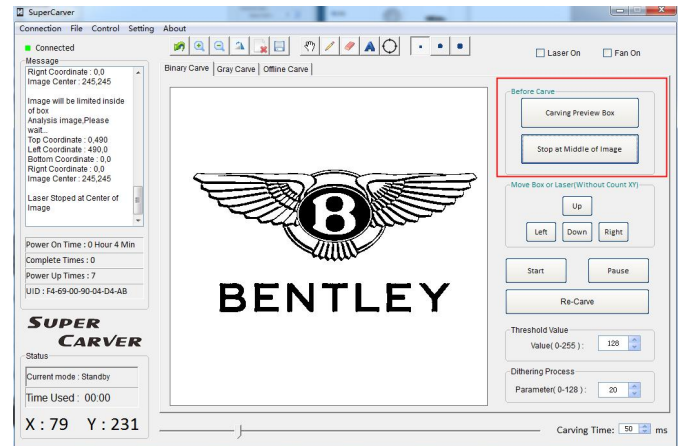 SuperCarver
Connection File Control Setting About
Connected
Laser On Fan On
Message
Rignt Coordinate : 0,0
Image Center : 245,245
Image will be limited inside
of box
Analysis image,Please
wait...
Top Coordinate : 0,490
Left Coordinate : 490,0
Bottom Coordinate : 0,0
Rignt Coordinate : 0,0
Image Center : 245,245
Laser Stoped at Center of
Image
Power On Time : 0 Hour 4 Min
Complete Times : 0
Power Up Times : 7
UID : F4-69-00-90-04-D4-AB
SUPER
CARVER
Status
Current mode : Standby
Time Used : 00:00
X : 79 Y : 231
Binary Carve Gray Carve Offline Carve
A
B
BENTLEY
Before Carve
Carving Preview Box
Stop at Middle of Image
Move Box or Laser(Without Count XY)
Up
Left Down Right
Start Pause
Re-Carve
Threshold Value
Value( 0-255 ) : 128
Dithering Process
Parameter( 0-128 ) : 20
Carving Time: 50 ms